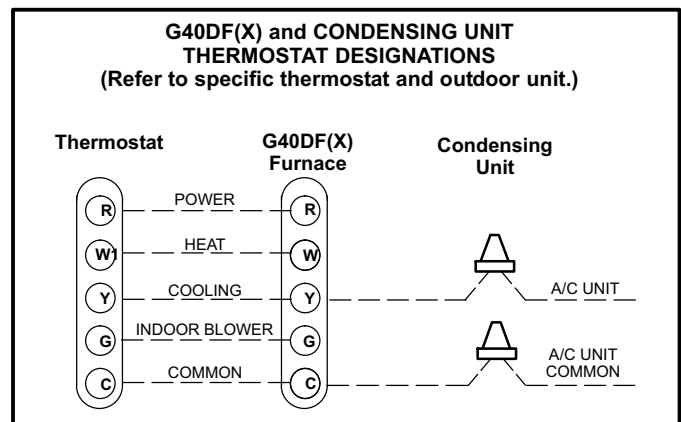 G40DF(X) and CONDENSING UNIT
THERMOSTAT DESIGNATIONS
(Refer to specific thermostat and outdoor unit.)
Thermostat
G40DF(X)
Furnace
Condensing
Unit
R POWER R
W1 HEAT W
Y COOLING Y A/C UNIT
G INDOOR BLOWER G
C COMMON C A/C UNIT
COMMON